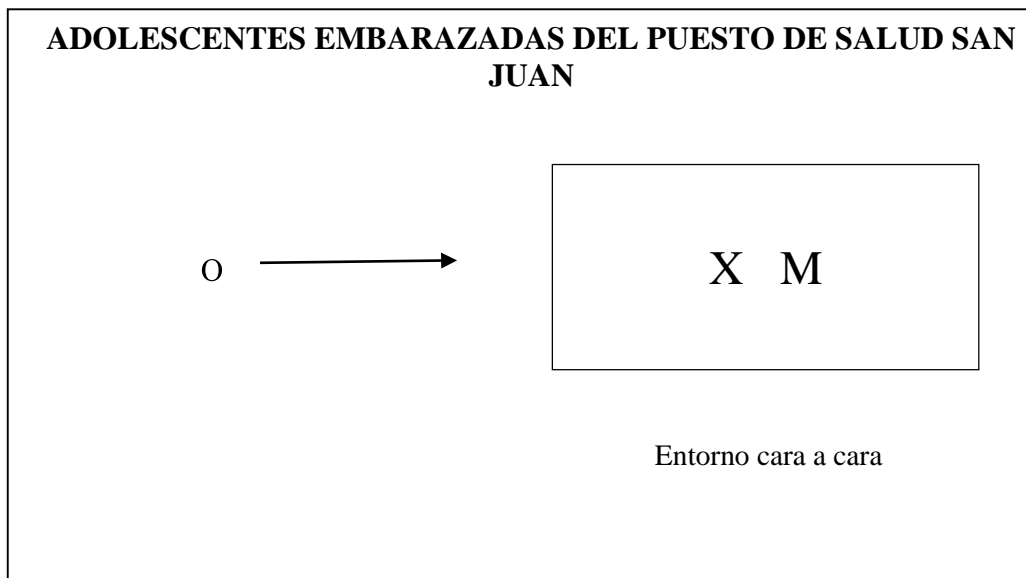 ADOLESCENTES EMBARAZADAS DEL PUESTO DE SALUD SAN
JUAN
O
X M
Entorno cara a cara